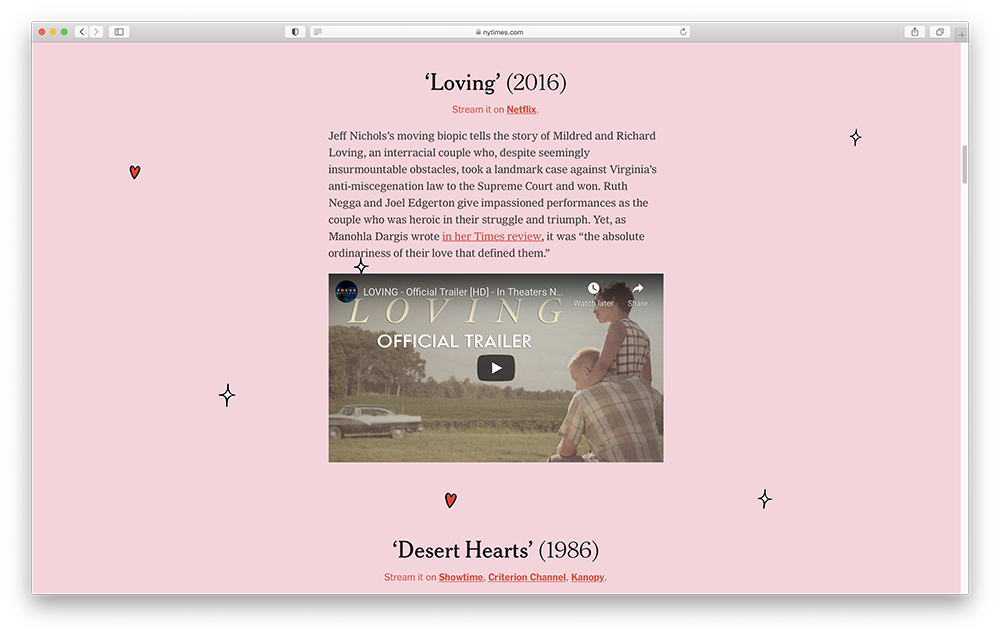 nytimes.com
‘Loving’ (2016)
Stream it on Netflix.
Jeff Nichols’s moving biopic tells the story of Mildred and Richard
Loving, an interracial couple who, despite seemingly
insurmountable obstacles, took a landmark case against Virginia’s
anti-miscegenation law to the Supreme Court and won. Ruth
Negga and Joel Edgerton give impassioned performances as the
couple who was heroic in their struggle and triumph. Yet, as
Manohla Dargis wrote in her Times review, it was “the absolute
ordinariness of their love that defined them.”
FOCUS
LOVING - Official Trailer [HD] - In Theaters N...
Watch later
Share
LOVING
OFFICIAL TRAILER
‘Desert Hearts’ (1986)
Stream it on Showtime, Criterion Channel, Kanopy.